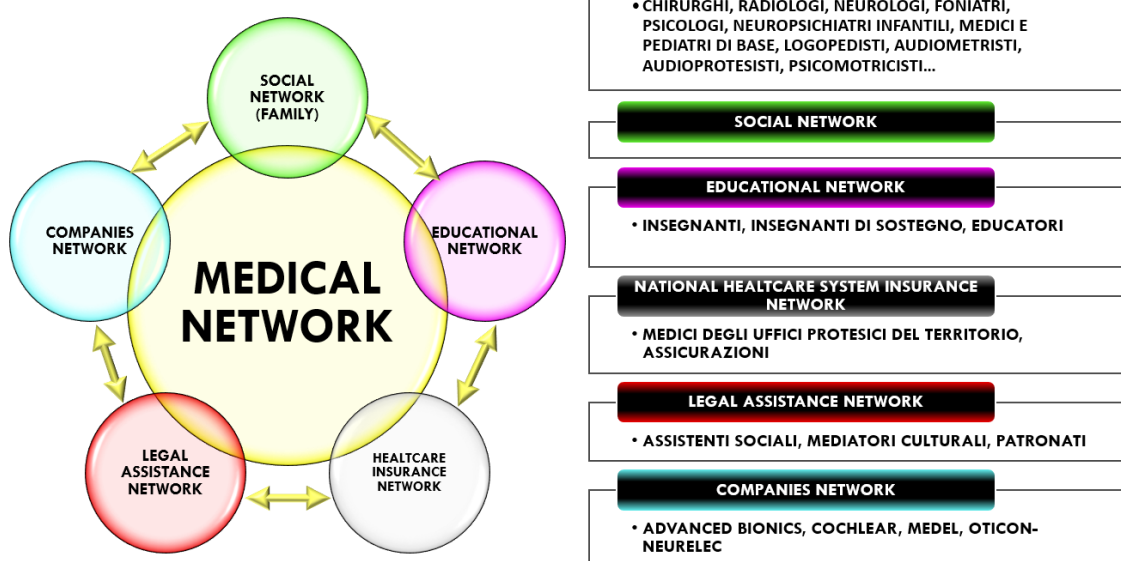 SOCIAL
NETWORK
(FAMILY)
COMPANIES
NETWORK
EDUCATIONAL
NETWORK
MEDICAL
NETWORK
LEGAL
ASSISTANCE
NETWORK
HEALTCARE
INSURANCE
NETWORK
• CHIRURGHI, RADIOLOGI, NEUROLOGI, FONIATRI,
PSICOLOGI, NEUROPSICHIATRI INFANTILI, MEDICI E
PEDIATRI DI BASE, LOGOPEDISTI, AUDIOMETRISTI,
AUDIOPROTESISTI, PSICOMOTRICISTI...
SOCIAL NETWORK
EDUCATIONAL NETWORK
• INSEGNANTI, INSEGNANTI DI SOSTEGNO, EDUCATORI
NATIONAL HEALTCARE SYSTEM INSURANCE
NETWORK
• MEDICI DEGLI UFFICI PROTESICI DEL TERRITORIO,
ASSICURAZIONI
LEGAL ASSISTANCE NETWORK
• ASSISTENTI SOCIALI, MEDIATORI CULTURALI, PATRONATI
COMPANIES NETWORK
• ADVANCED BIONICS, COCHLEAR, MEDEL, OTICON-
NEURELEC